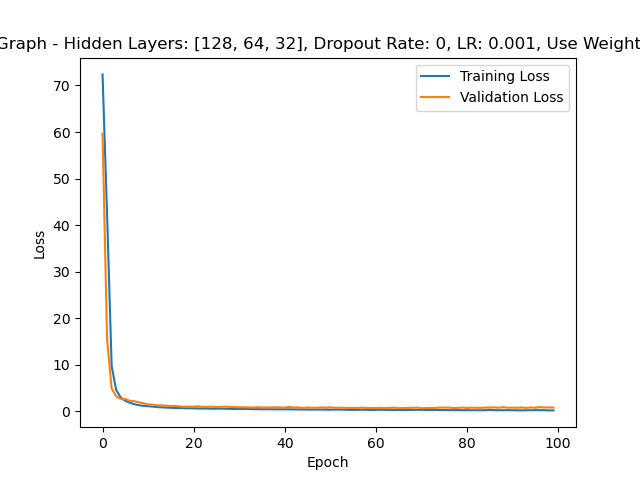 Graph - Hidden Layers: [128, 64, 32], Dropout Rate: 0, LR: 0.001, Use Weight
Training Loss
Validation Loss
70
60
50
40
30
20
10
0
Loss
0 20 40 60 80 100
Epoch